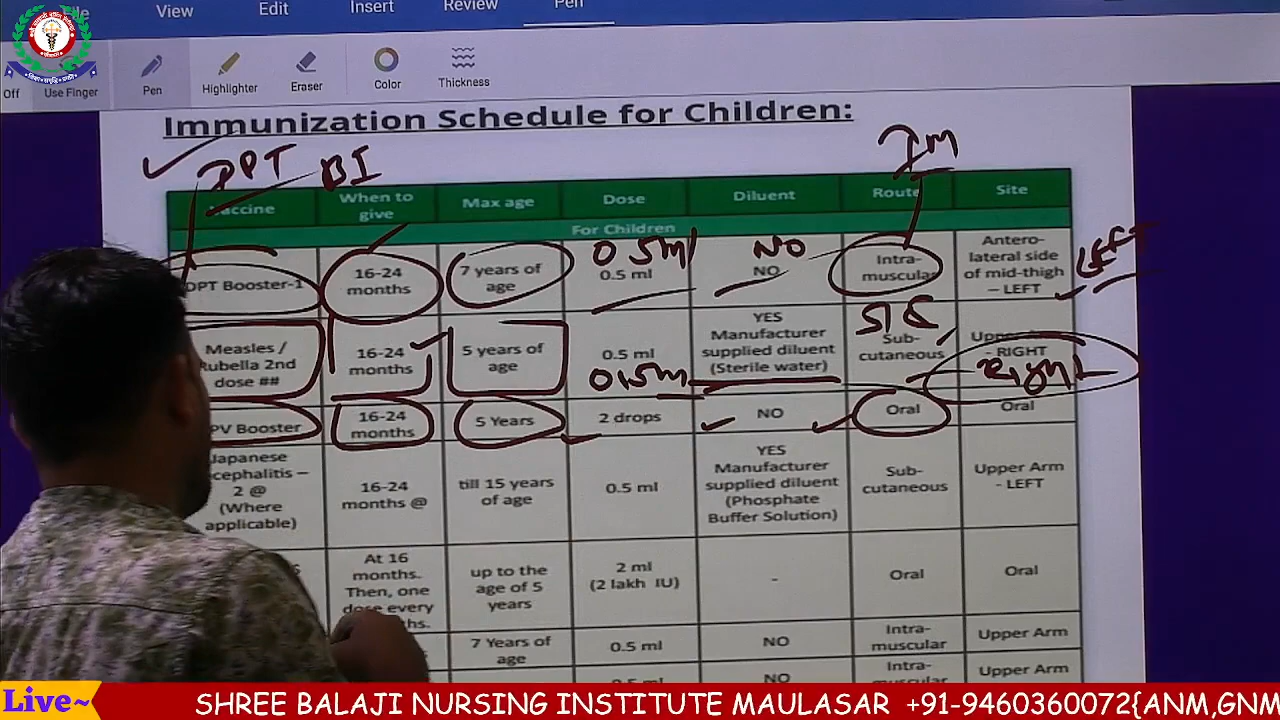 View Edit Insert Review Pen
Off Use Finger Pen Highlighter Eraser Color Thickness
Immunization Schedule for Children:
DPT BI
IM
When to give Max age Dose Diluent Route Site
For Children
DPT Booster-1
16-24 months
7 years of age
0.5 ml
0.5 ml
NO
NO
Intra-muscular
Antero-lateral side of mid-thigh – LEFT
LEFT
Measles / Rubella 2nd dose ##
16-24 months
5 years of age
0.5 ml
0.5m
YES
Manufacturer supplied diluent (Sterile water)
S/C
Sub-cutaneous
- RIGHT
Right
PV Booster
16-24 months
5 Years
2 drops
NO
Oral
Oral
Japanese
cephalitis –
2 @
(Where applicable)
16-24 months @
till 15 years of age
0.5 ml
YES
Manufacturer supplied diluent (Phosphate Buffer Solution)
Sub-cutaneous
Upper Arm - LEFT
At 16 months. Then, one dose every
up to the age of 5 years
2 ml (2 lakh IU)
-
Oral
Oral
7 Years of age
0.5 ml
NO
Intra-muscular
Upper Arm
NO
Intra-
Upper Arm
Live~ SHREE BALAJI NURSING INSTITUTE MAULASAR +91-9460360072{ANM,GNM